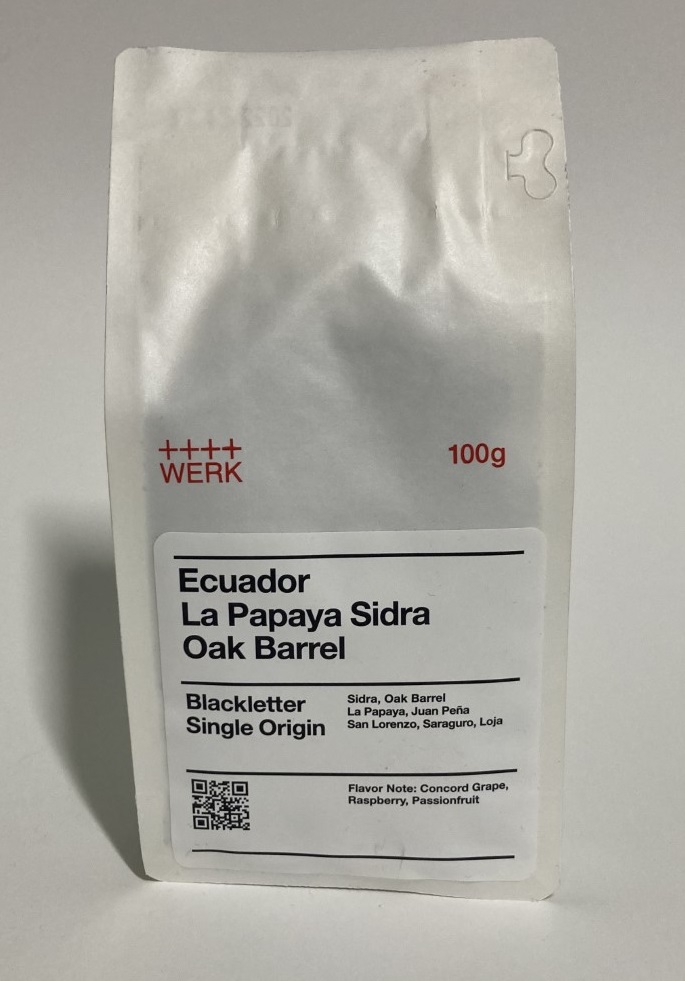 ++++
WERK
100g
Ecuador
La Papaya Sidra
Oak Barrel
Blackletter
Single Origin
Sidra, Oak Barrel
La Papaya, Juan Peña
San Lorenzo, Saraguro, Loja
Flavor Note: Concord Grape,
Raspberry, Passionfruit